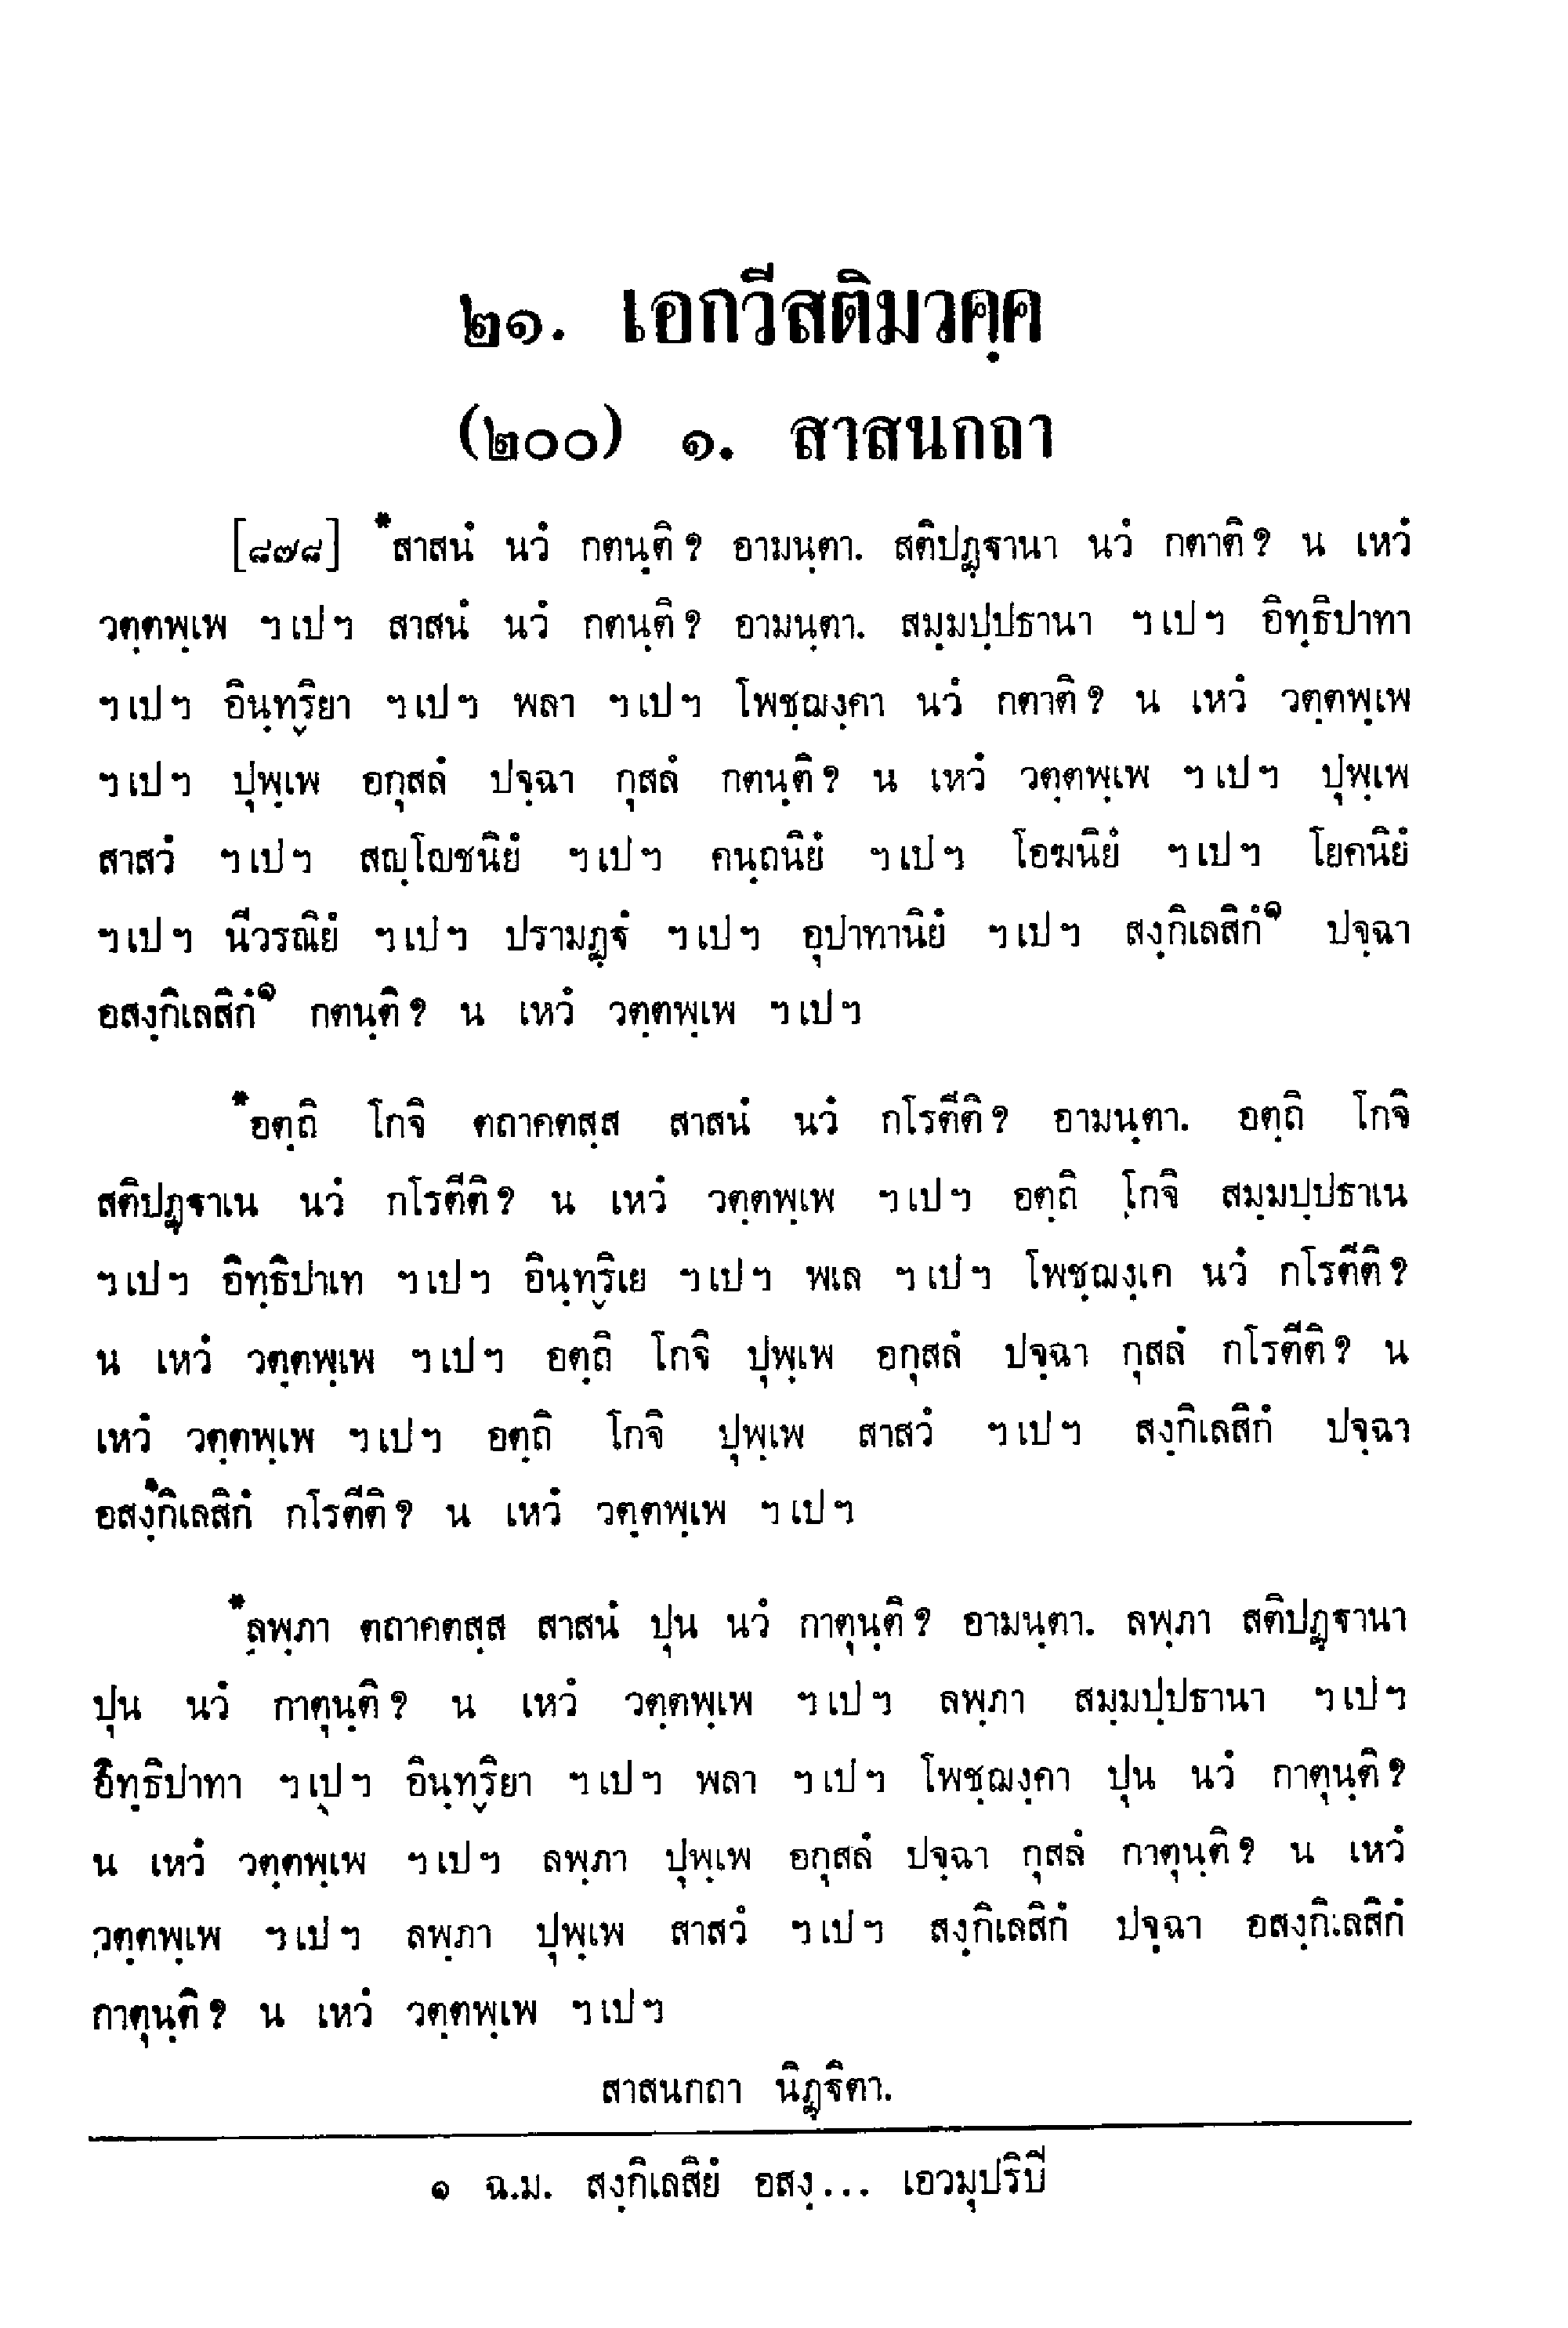 ๒๑. เอกวีสติมวคฺค
(๒๐๐) ๑. สาสนกถา
[๘๗๘] *สาสนํ นวํ กตนฺติ? อามนฺตา. สติปฏฺฐานา นวํ กตาติ? น เหวํ
วตฺตพฺเพ ฯเปฯ สาสนํ นวํ กตนฺติ? อามนฺตา. สมฺมปฺปธานา ฯเปฯ อิทฺธิปาทา
ฯเปฯ อินฺทฺริยา ฯเปฯ พลา ฯเปฯ โพชฺฌงฺคา นวํ กตาติ? น เหวํ วตฺตพฺเพ
ฯเปฯ ปุพฺเพ อกุสลํ ปจฺฉา กุสลํ กตนฺติ? น เหวํ วตฺตพฺเพ ฯเปฯ ปุพฺเพ
สาสวํ ฯเปฯ สญฺโญชนิยํ ฯเปฯ คนฺถนิยํ ฯเปฯ โอฆนิยํ ฯเปฯ โยคนิยํ
ฯเปฯ นีวรณิยํ ฯเปฯ ปรามฏฺฐํ ฯเปฯ อุปาทานิยํ ฯเปฯ สงฺกิเลสิกํ๑ ปจฺฉา
อสงฺกิเลสิกํ๑ กตนฺติ? น เหวํ วตฺตพฺเพ ฯเปฯ
*อตฺถิ โกจิ ตถาคตสฺส สาสนํ นวํ กโรตีติ? อามนฺตา. อตฺถิ โกจิ
สติปฏฺฐาเน นวํ กโรตีติ? น เหวํ วตฺตพฺเพ ฯเปฯ อตฺถิ โกจิ สมฺมปฺปธาเน
ฯเปฯ อิทฺธิปาเท ฯเปฯ อินฺทฺริเย ฯเปฯ พเล ฯเปฯ โพชฺฌงฺเค นวํ กโรตีติ?
น เหวํ วตฺตพฺเพ ฯเปฯ อตฺถิ โกจิ ปุพฺเพ อกุสลํ ปจฺฉา กุสลํ กโรตีติ? น
เหวํ วตฺตพฺเพ ฯเปฯ อตฺถิ โกจิ ปุพฺเพ สาสวํ ฯเปฯ สงฺกิเลสิกํ ปจฺฉา
อสงฺกิเลสิกํ กโรตีติ? น เหวํ วตฺตพฺเพ ฯเปฯ
*ลพฺภา ตถาคตสฺส สาสนํ ปุน นวํ กาตุนฺติ? อามนฺตา. ลพฺภา สติปฏฺฐานา
ปุน นวํ กาตุนฺติ? น เหวํ วตฺตพฺเพ ฯเปฯ ลพฺภา สมฺมปฺปธานา ฯเปฯ
อิทฺธิปาทา ฯเปฯ อินฺทฺริยา ฯเปฯ พลา ฯเปฯ โพชฺฌงฺคา ปุน นวํ กาตุนฺติ?
น เหวํ วตฺตพฺเพ ฯเปฯ ลพฺภา ปุพฺเพ อกุสลํ ปจฺฉา กุสลํ กาตุนฺติ? น เหวํ
วตฺตพฺเพ ฯเปฯ ลพฺภา ปุพฺเพ สาสวํ ฯเปฯ สงฺกิเลสิกํ ปจฺฉา อสงฺกิเลสิกํ
กาตุนฺติ? น เหวํ วตฺตพฺเพ ฯเปฯ
สาสนกถา นิฏฺฐิตา.
๑ ฉ.ม. สงฺกิเลสิยํ อสงฺ... เอวมุปริปี